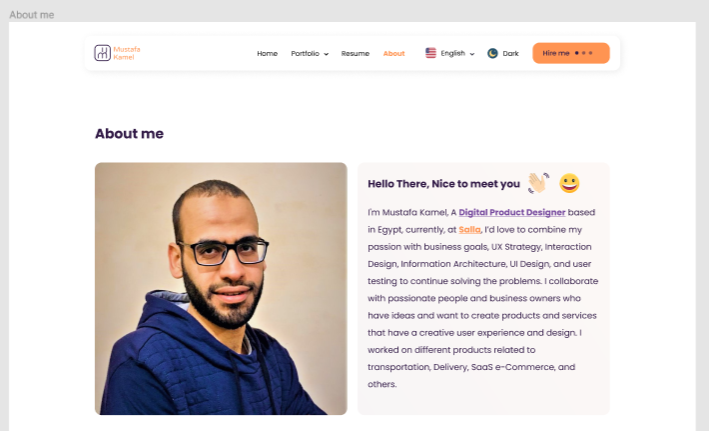 About me
Mustafa
Kamel
Home Portfolio Resume About English Dark Hire me
About me
Hello There, Nice to meet you
I'm Mustafa Kamel, A Digital Product Designer based
in Egypt, currently, at Salla, I'd love to combine my
passion with business goals, UX Strategy, Interaction
Design, Information Architecture, UI Design, and user
testing to continue solving the problems. I collaborate
with passionate people and business owners who
have ideas and want to create products and services
that have a creative user experience and design. I
worked on different products related to
transportation, Delivery, SaaS e-Commerce, and
others.